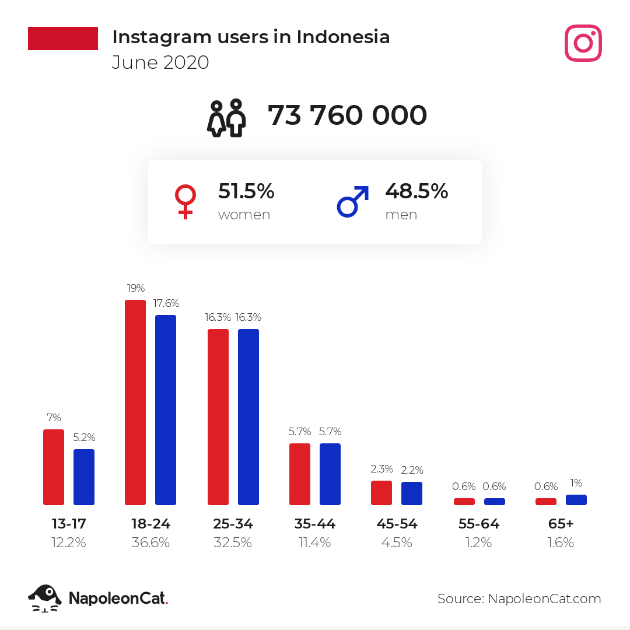 Instagram users in Indonesia
June 2020
73 760 000
51.5%
women
48.5%
men
19%
17.6%
16.3% 16.3%
7%
5.2%
5.7% 5.7%
2.3% 2.2%
0.6% 0.6%
0.6% 1%
13-17 18-24 25-34 35-44 45-54 55-64 65+
12.2% 36.6% 32.5% 11.4% 4.5% 1.2% 1.6%
NapoleonCat.
Source: NapoleonCat.com